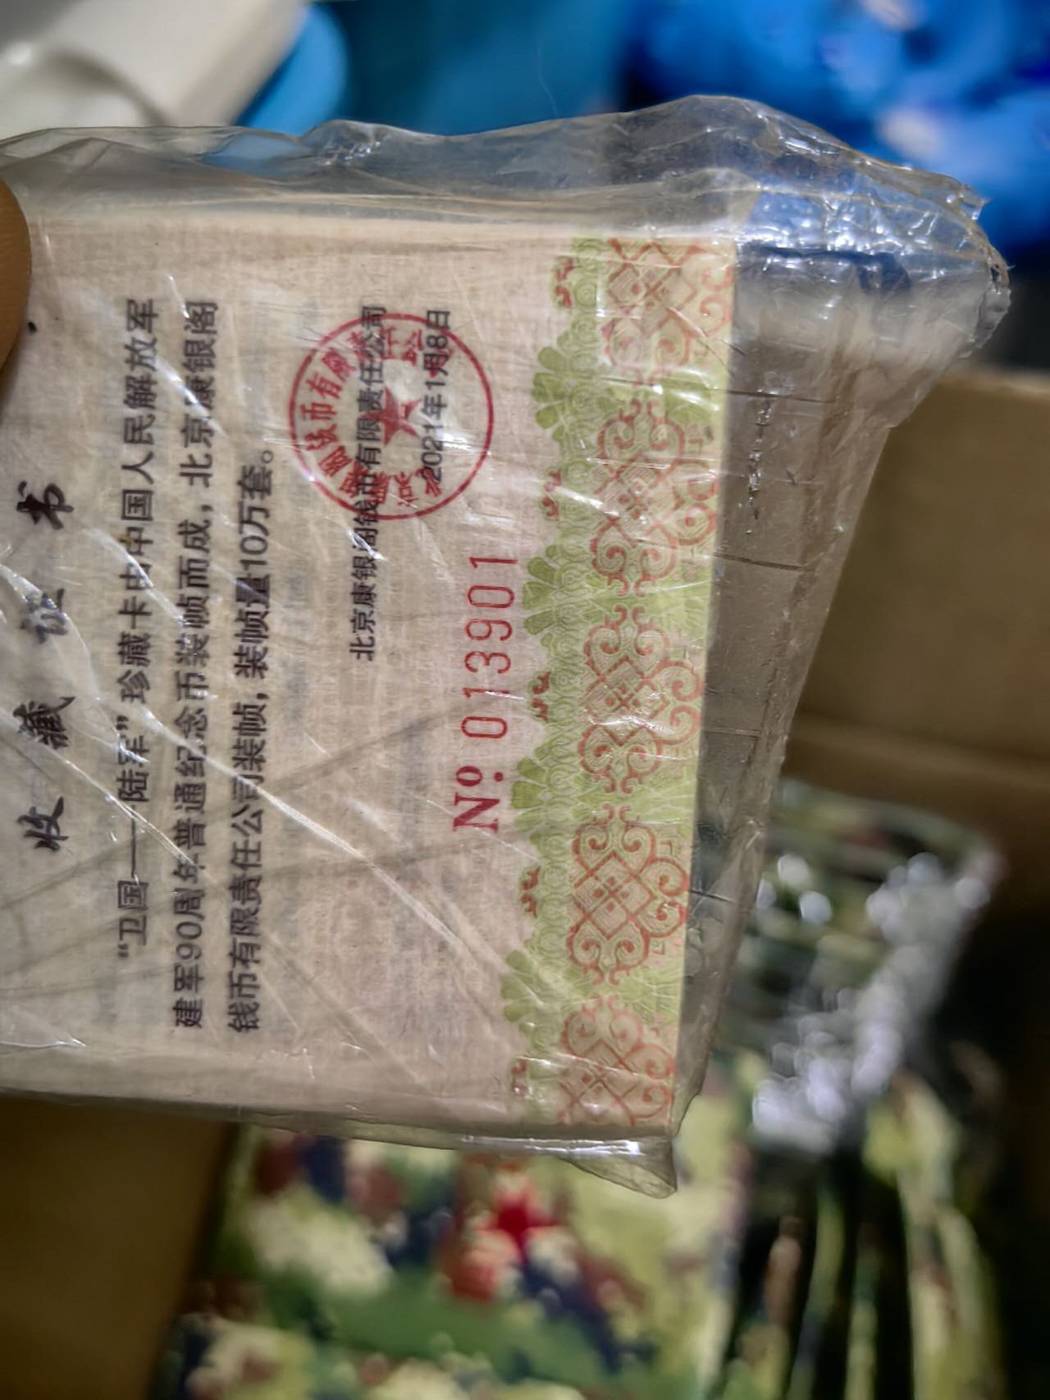 收藏证书
“卫国——陆军”珍藏卡由中国人民解放军
建军90周年普通纪念币装帧而成，北京康银阁
钱币有限责任公司装帧，装帧量10万套。
北京康银阁钱币有限责任公司
2021年1月8日
Nº 013901